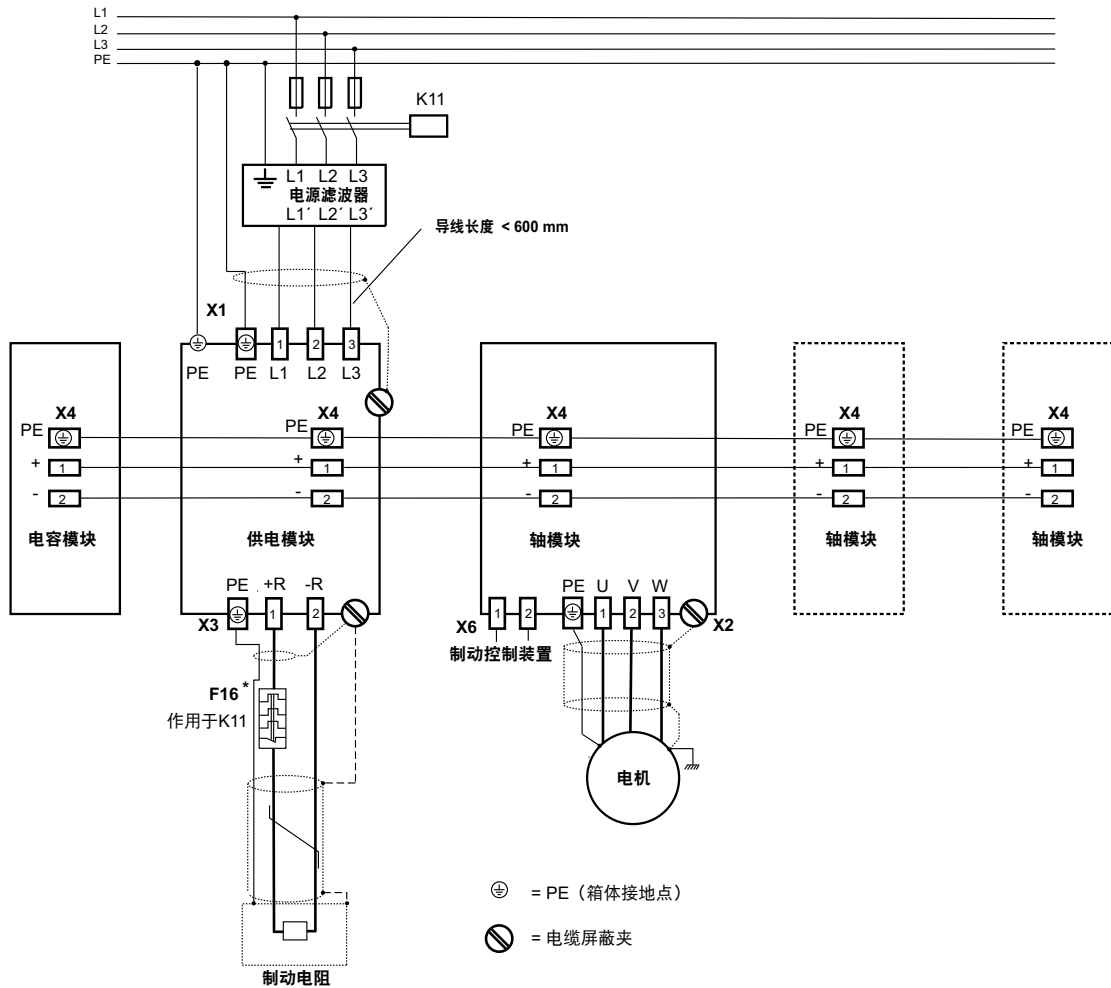 L1
L2
L3
PE
K11
L1 L2 L3
电源滤波器
L1´ L2´ L3´
导线长度 < 600 mm
X1
1 2 3
PE PE L1 L2 L3
X4 X4 X4 X4 X4
PE PE PE PE PE
+ 1 + 1 + 1 + 1 + 1
- 2 - 2 - 2 - 2 - 2
电容模块 供电模块 轴模块 轴模块 轴模块
PE +R -R PE U V W
1 2 1 2 1 2 3
X3 X6 X2
制动控制装置
F16 *
作用于K11
电机
= PE（箱体接地点）
= 电缆屏蔽夹
制动电阻